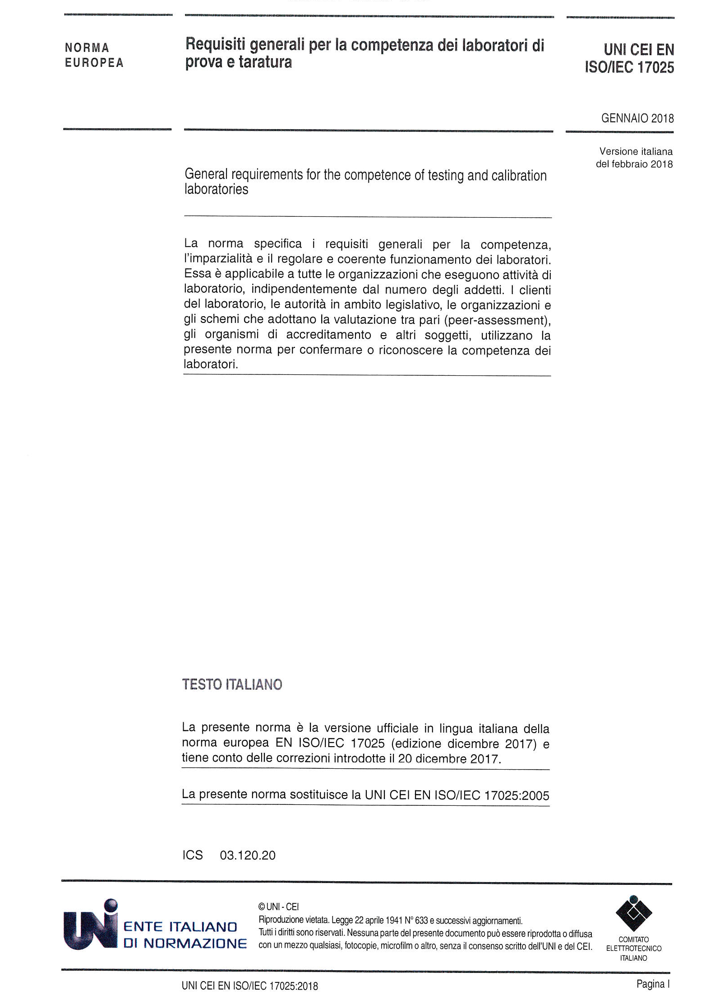 NORMA
EUROPEA
Requisiti generali per la competenza dei laboratori di
prova e taratura
UNI CEI EN
ISO/IEC 17025
GENNAIO 2018
Versione italiana
del febbraio 2018
General requirements for the competence of testing and calibration
laboratories
La norma specifica i requisiti generali per la competenza,
l'imparzialità e il regolare e coerente funzionamento dei laboratori.
Essa è applicabile a tutte le organizzazioni che eseguono attività di
laboratorio, indipendentemente dal numero degli addetti. I clienti
del laboratorio, le autorità in ambito legislativo, le organizzazioni e
gli schemi che adottano la valutazione tra pari (peer-assessment),
gli organismi di accreditamento e altri soggetti, utilizzano la
presente norma per confermare o riconoscere la competenza dei
laboratori.
TESTO ITALIANO
La presente norma è la versione ufficiale in lingua italiana della
norma europea EN ISO/IEC 17025 (edizione dicembre 2017) e
tiene conto delle correzioni introdotte il 20 dicembre 2017.
La presente norma sostituisce la UNI CEI EN ISO/IEC 17025:2005
ICS 03.120.20
UNI
ENTE ITALIANO
DI NORMAZIONE
© UNI - CEI
Riproduzione vietata. Legge 22 aprile 1941 N° 633 e successivi aggiornamenti.
Tutti i diritti sono riservati. Nessuna parte del presente documento può essere riprodotta o diffusa
con un mezzo qualsiasi, fotocopie, microfilm o altro, senza il consenso scritto dell'UNI e del CEI.
COMITATO
ELETTROTECNICO
ITALIANO
UNI CEI EN ISO/IEC 17025:2018
Pagina I